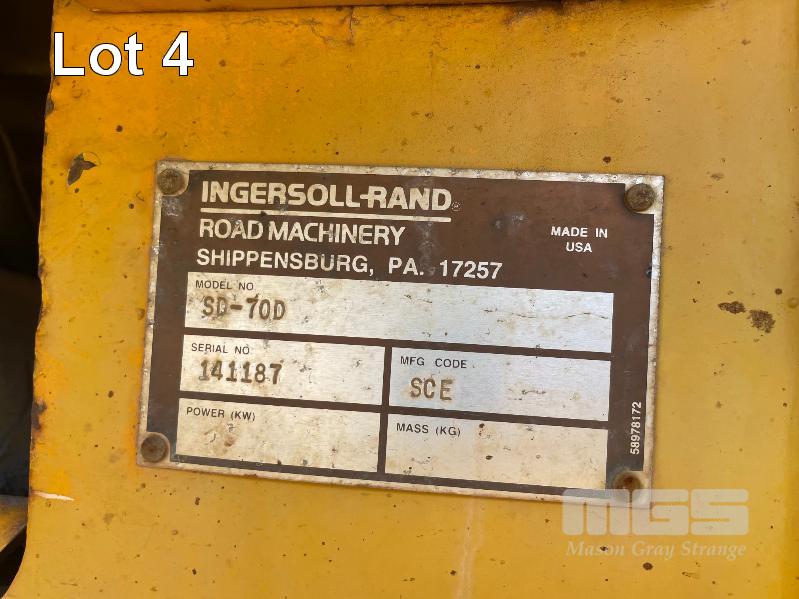 Lot 4
INGERSOLL-RAND®
ROAD MACHINERY
MADE IN
USA
SHIPPENSBURG, PA. 17257
MODEL NO
SD-70D
SERIAL NO
141187
MFG CODE
SCE
POWER (KW)
MASS (KG)
58978172
MGS
Mason Gray Strange